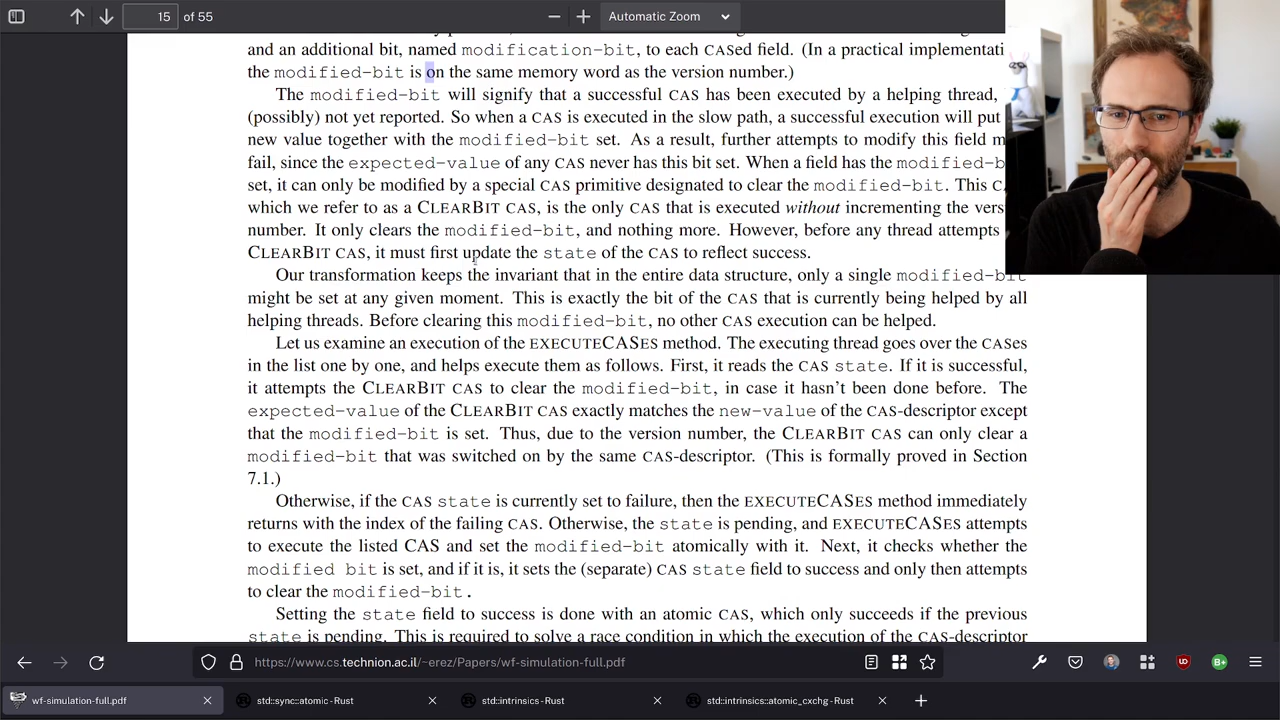 15 of 55
Automatic Zoom
and an additional bit, named modification-bit, to each CASed field. (In a practical implementati
the modified-bit is on the same memory word as the version number.)
The modified-bit will signify that a successful CAS has been executed by a helping thread,
(possibly) not yet reported. So when a CAS is executed in the slow path, a successful execution will put
new value together with the modified-bit set. As a result, further attempts to modify this field m
fail, since the expected-value of any CAS never has this bit set. When a field has the modified-b
set, it can only be modified by a special CAS primitive designated to clear the modified-bit. This C
which we refer to as a CLEARBIT CAS, is the only CAS that is executed without incrementing the vers
number. It only clears the modified-bit, and nothing more. However, before any thread attempts
CLEARBIT CAS, it must first update the state of the CAS to reflect success.
Our transformation keeps the invariant that in the entire data structure, only a single modified-bit
might be set at any given moment. This is exactly the bit of the CAS that is currently being helped by all
helping threads. Before clearing this modified-bit, no other CAS execution can be helped.
Let us examine an execution of the EXECUTECASES method. The executing thread goes over the CASes
in the list one by one, and helps execute them as follows. First, it reads the CAS state. If it is successful,
it attempts the CLEARBIT CAS to clear the modified-bit, in case it hasn't been done before. The
expected-value of the CLEARBIT CAS exactly matches the new-value of the CAS-descriptor except
that the modified-bit is set. Thus, due to the version number, the CLEARBIT CAS can only clear a
modified-bit that was switched on by the same CAS-descriptor. (This is formally proved in Section
7.1.)
Otherwise, if the CAS state is currently set to failure, then the EXECUTECASES method immediately
returns with the index of the failing CAS. Otherwise, the state is pending, and EXECUTECASES attempts
to execute the listed CAS and set the modified-bit atomically with it. Next, it checks whether the
modified bit is set, and if it is, it sets the (separate) CAS state field to success and only then attempts
to clear the modified-bit.
Setting the state field to success is done with an atomic CAS, which only succeeds if the previous
state is pending. This is required to solve a race condition in which the execution of the CAS-descriptor
https://www.cs.technion.ac.il/~erez/Papers/wf-simulation-full.pdf
wf-simulation-full.pdf
std::sync::atomic - Rust
std::intrinsics - Rust
std::intrinsics::atomic_cxchg - Rust